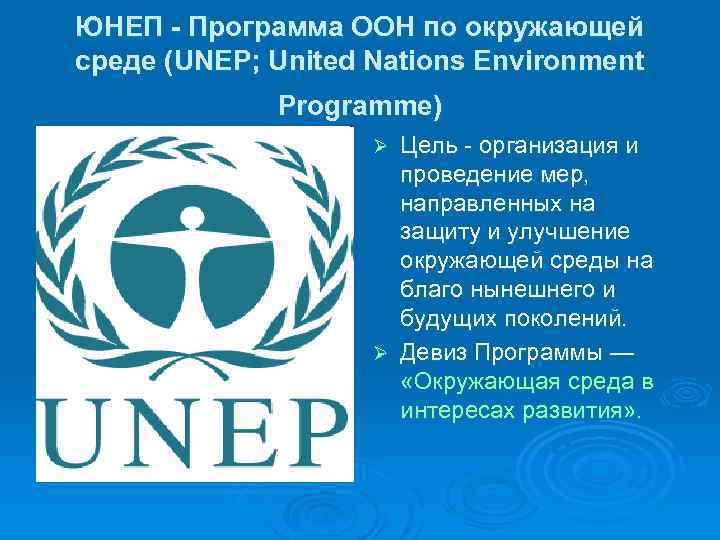 ЮНЕП - Программа ООН по окружающей
среде (UNEP; United Nations Environment
Programme)
Ø Цель - организация и
проведение мер,
направленных на
защиту и улучшение
окружающей среды на
благо нынешнего и
будущих поколений.
Ø Девиз Программы —
«Окружающая среда в
интересах развития».
UNEP